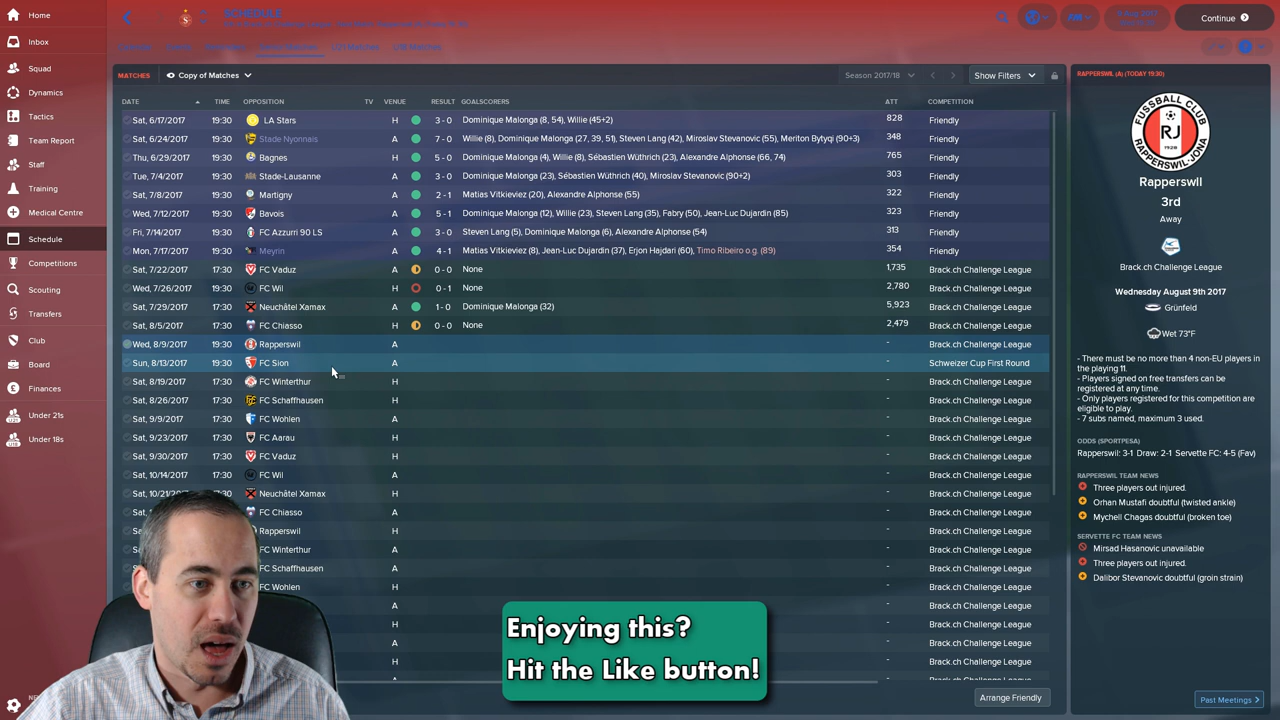 Home
Inbox
Squad
Dynamics
Tactics
Team Report
Staff
Training
Medical Centre
Schedule
Competitions
Scouting
Transfers
Club
Board
Finances
Under 21s
Under 18s
SCHEDULE
Continue
MATCHES Copy of Matches Season 2017/18 Show Filters
DATE TIME OPPOSITION TV VENUE RESULT GOALSCORERS ATT COMPETITION
Sat, 6/17/2017 19:30 LA Stars H 3 - 0 Dominique Malonga (8, 54), Willie (45+2) 828 Friendly
Sat, 6/24/2017 19:30 Stade Nyonnais A 7 - 0 Willie (8), Dominique Malonga (27, 39, 51), Steven Lang (42), Miroslav Stevanovic (55), Meriton Bytyqi (90+3) 348 Friendly
Thu, 6/29/2017 19:30 Bagnes H 5 - 0 Dominique Malonga (4), Willie (8), Sébastien Wüthrich (23), Alexandre Alphonse (66, 74) 765 Friendly
Tue, 7/4/2017 19:30 Stade-Lausanne A 3 - 0 Dominique Malonga (23), Sébastien Wüthrich (40), Miroslav Stevanovic (90+2) 303 Friendly
Sat, 7/8/2017 19:30 Martigny A 2 - 1 Matias Vitkieviez (20), Alexandre Alphonse (55) 322 Friendly
Wed, 7/12/2017 19:30 Bavois A 5 - 1 Dominique Malonga (12), Willie (23), Steven Lang (35), Fabry (50), Jean-Luc Dujardin (85) 323 Friendly
Fri, 7/14/2017 19:30 FC Azzurri 90 LS A 3 - 0 Steven Lang (5), Dominique Malonga (6), Alexandre Alphonse (54) 313 Friendly
Mon, 7/17/2017 19:30 Meyrin A 4 - 1 Matias Vitkieviez (8), Jean-Luc Dujardin (37), Erjon Hajdari (60), Timo Ribeiro o.g. (89) 354 Friendly
Sat, 7/22/2017 17:30 FC Vaduz A 0 - 0 None 1,735 Brack.ch Challenge League
Wed, 7/26/2017 19:30 FC Wil H 0 - 1 None 2,780 Brack.ch Challenge League
Sat, 7/29/2017 17:30 Neuchâtel Xamax A 1 - 0 Dominique Malonga (32) 5,923 Brack.ch Challenge League
Sat, 8/5/2017 17:30 FC Chiasso H 0 - 0 None 2,479 Brack.ch Challenge League
Wed, 8/9/2017 19:30 Rapperswil A - Brack.ch Challenge League
Sun, 8/13/2017 19:30 FC Sion A - Schweizer Cup First Round
Sat, 8/19/2017 17:30 FC Winterthur H - Brack.ch Challenge League
Sat, 8/26/2017 17:30 FC Schaffhausen H - Brack.ch Challenge League
Sat, 9/9/2017 17:30 FC Wohlen A - Brack.ch Challenge League
Sat, 9/23/2017 17:30 FC Aarau H - Brack.ch Challenge League
Sat, 9/30/2017 17:30 FC Vaduz H - Brack.ch Challenge League
Sat, 10/14/2017 17:30 FC Wil A - Brack.ch Challenge League
Sat, 10/21/2017 17:30 Neuchâtel Xamax H - Brack.ch Challenge League
FC Chiasso A - Brack.ch Challenge League
Rapperswil H - Brack.ch Challenge League
FC Winterthur A - Brack.ch Challenge League
FC Schaffhausen A - Brack.ch Challenge League
FC Wohlen H - Brack.ch Challenge League
A - Brack.ch Challenge League
H - Brack.ch Challenge League
A - Brack.ch Challenge League
H - Brack.ch Challenge League
Arrange Friendly
Enjoying this?
Hit the Like button!
RAPPERSWIL (A) (TODAY 19:30)
FUSSBALL CLUB
RJ
1928
RAPPERSWIL-JONA
Rapperswil
3rd
Away
Brack.ch Challenge League
Wednesday August 9th 2017
Grünfeld
Wet 73°F
- There must be no more than 4 non-EU players in
the playing 11.
- Players signed on free transfers can be
registered at any time.
- Only players registered for this competition are
eligible to play.
- 7 subs named, maximum 3 used.
ODDS (SPORTPESA)
Rapperswil: 3-1 Draw: 2-1 Servette FC: 4-5 (Fav)
RAPPERSWIL TEAM NEWS
Three players out injured.
Orhan Mustafi doubtful (twisted ankle)
Mychell Chagas doubtful (broken toe)
SERVETTE FC TEAM NEWS
Mirsad Hasanovic unavailable
Three players out injured.
Dalibor Stevanovic doubtful (groin strain)
Past Meetings